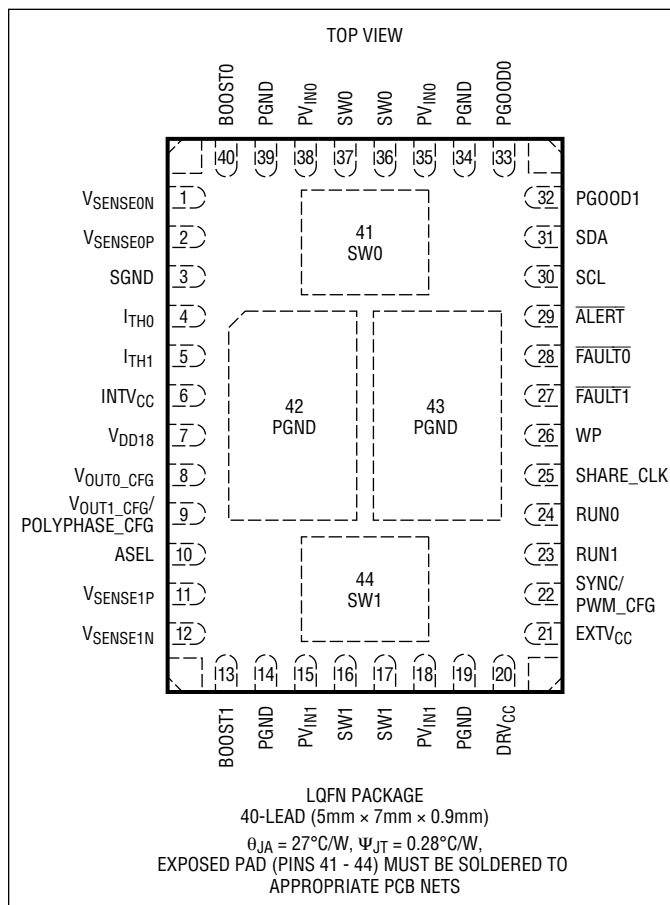 TOP VIEW
BOOST0
PGND
PVIN0
SW0
SW0
PVIN0
PGND
PGOOD0
40 39 38 37 36 35 34 33
VSENSE0N 1
VSENSE0P 2
SGND 3
ITH0 4
ITH1 5
INTVCC 6
VDD18 7
VOUT0_CFG 8
VOUT1_CFG/
POLYPHASE_CFG 9
ASEL 10
VSENSE1P 11
VSENSE1N 12
41
SW0
42
PGND
43
PGND
44
SW1
32 PGOOD1
31 SDA
30 SCL
29 A̅L̅E̅R̅T̅
28 F̅A̅U̅L̅T̅0̅
27 F̅A̅U̅L̅T̅1̅
26 WP
25 SHARE_CLK
24 RUN0
23 RUN1
22 SYNC/
PWM_CFG
21 EXTVCC
13 14 15 16 17 18 19 20
BOOST1
PGND
PVIN1
SW1
SW1
PVIN1
PGND
DRVCC
LQFN PACKAGE
40-LEAD (5mm × 7mm × 0.9mm)
θJA = 27°C/W, ΨJT = 0.28°C/W,
EXPOSED PAD (PINS 41 - 44) MUST BE SOLDERED TO
APPROPRIATE PCB NETS